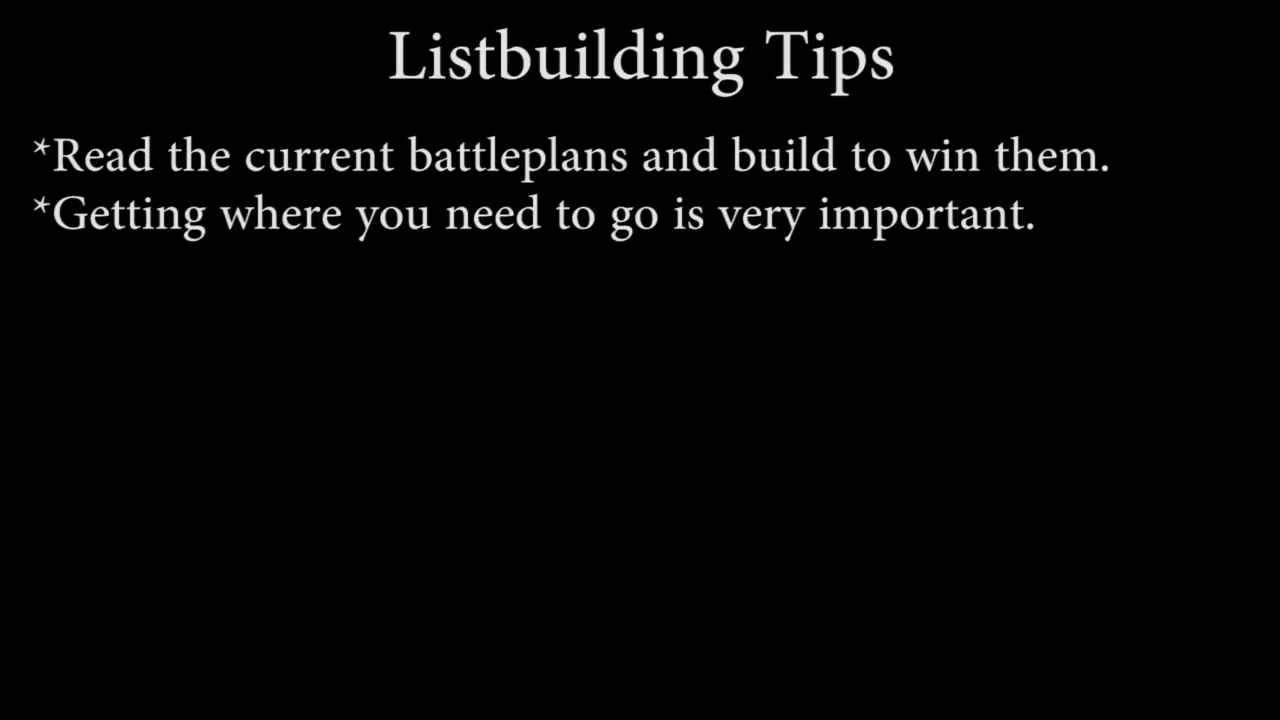 Listbuilding Tips
*Read the current battleplans and build to win them.
*Getting where you need to go is very important.